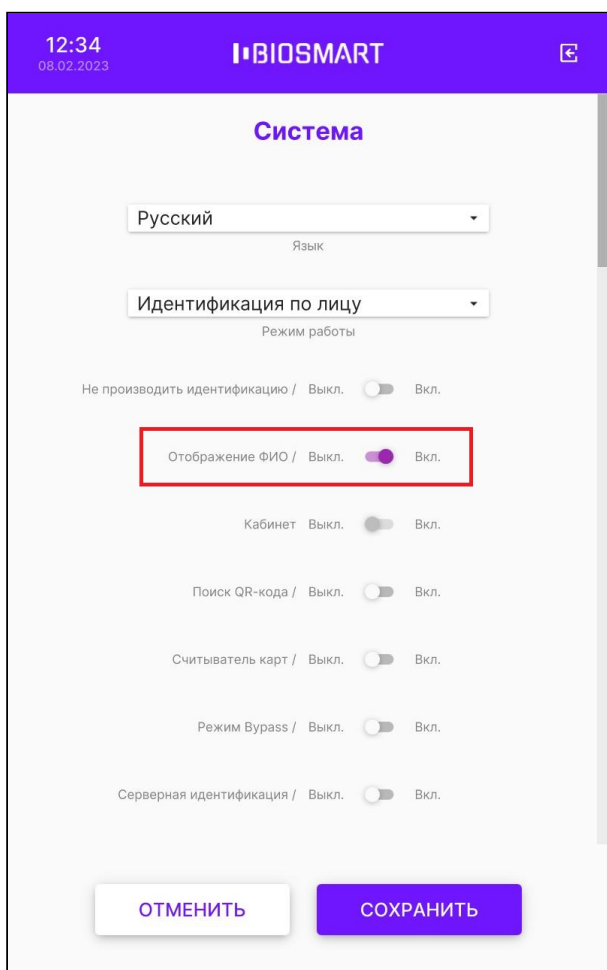 12:34
08.02.2023
BIOSMART
Система
Русский
Язык
Идентификация по лицу
Режим работы
Не производить идентификацию / Выкл. Вкл.
Отображение ФИО / Выкл. Вкл.
Кабинет Выкл. Вкл.
Поиск QR-кода / Выкл. Вкл.
Считыватель карт / Выкл. Вкл.
Режим Bypass / Выкл. Вкл.
Серверная идентификация / Выкл. Вкл.
ОТМЕНИТЬ СОХРАНИТЬ